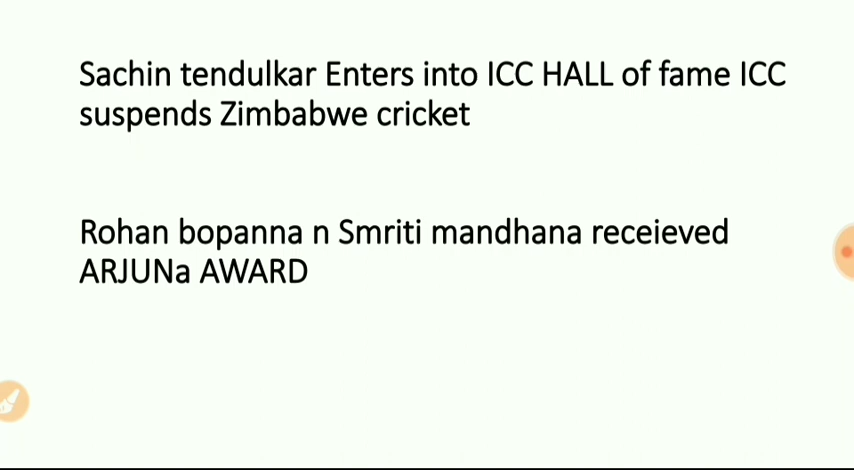 Sachin tendulkar Enters into ICC HALL of fame ICC
suspends Zimbabwe cricket
Rohan bopanna n Smriti mandhana receieved
ARJUNa AWARD